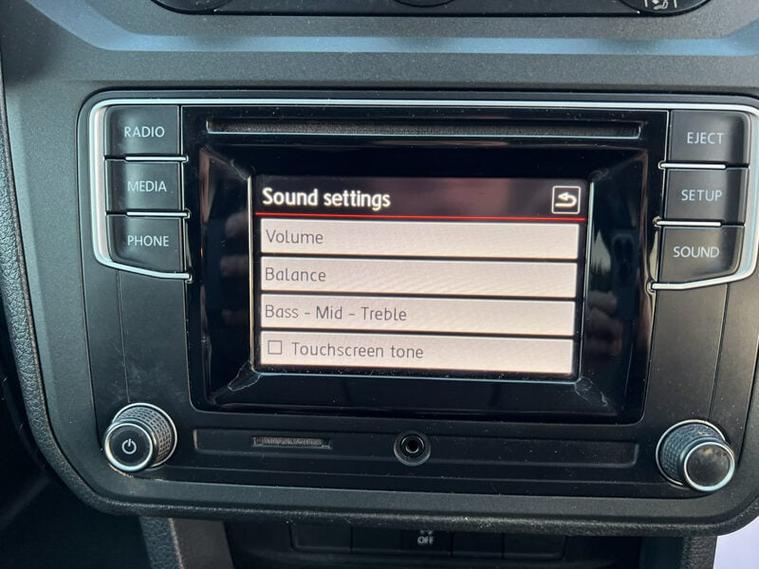 RADIO
MEDIA
PHONE
Sound settings
Volume
Balance
Bass - Mid - Treble
Touchscreen tone
EJECT
SETUP
SOUND
OFF